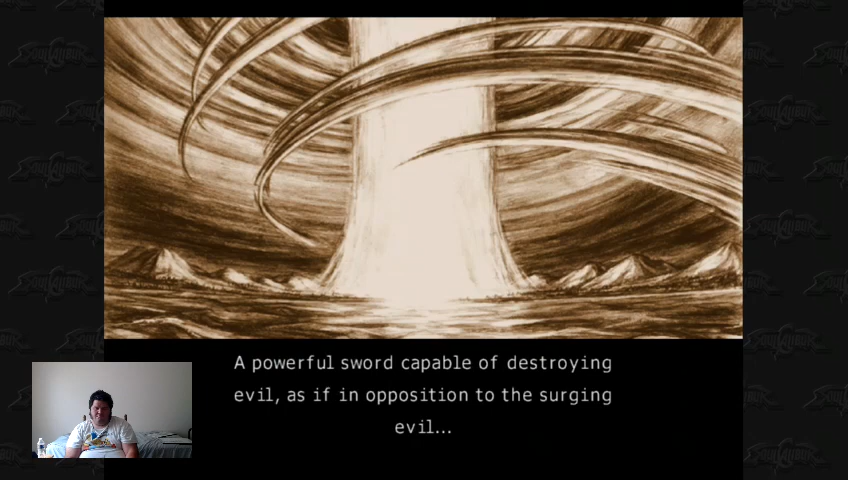 A powerful sword capable of destroying
evil, as if in opposition to the surging
evil...